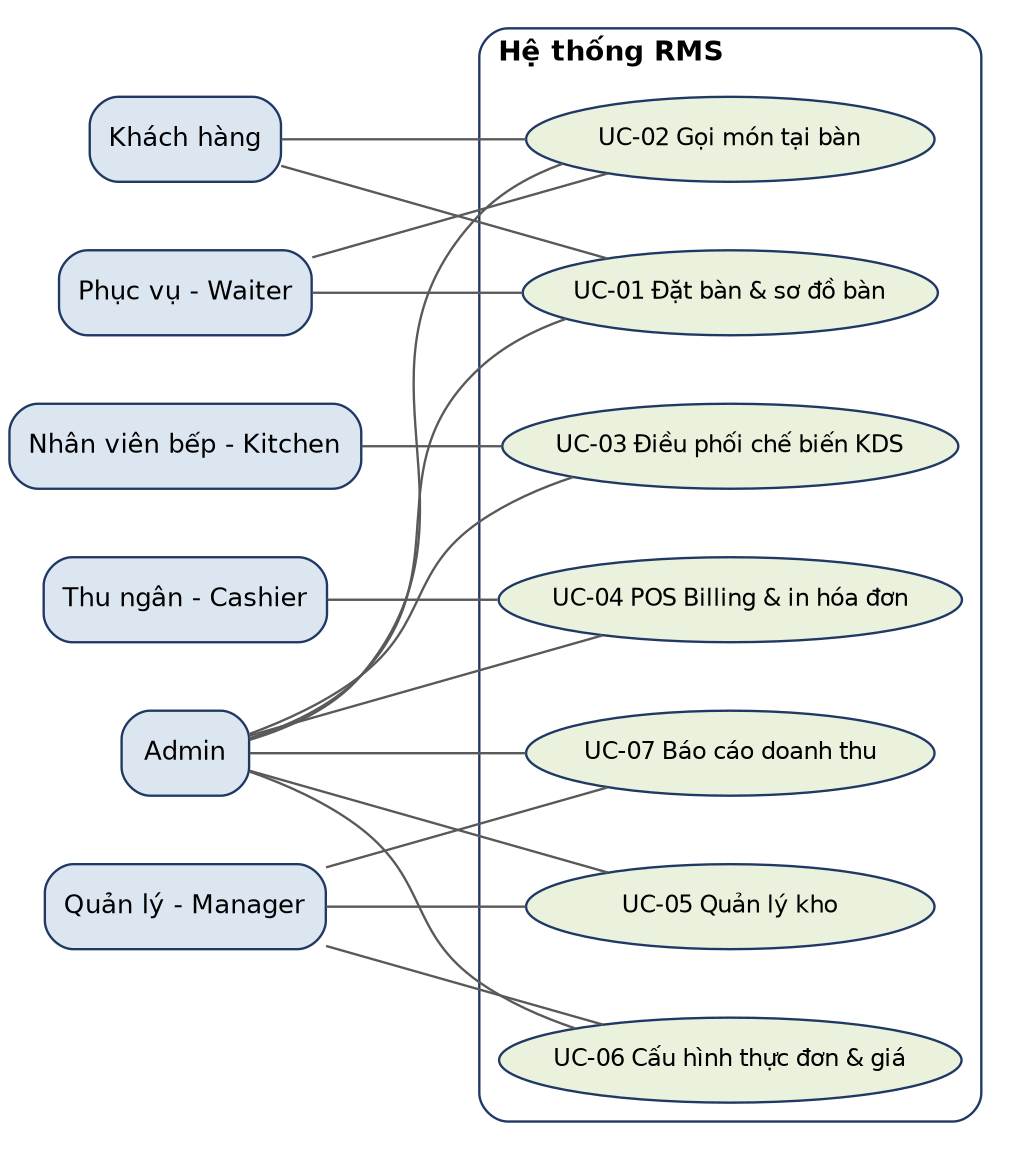 Hệ thống RMS
Khách hàng
UC-02 Gọi món tại bàn
Phục vụ - Waiter
UC-01 Đặt bàn & sơ đồ bàn
Nhân viên bếp - Kitchen
UC-03 Điều phối chế biến KDS
Thu ngân - Cashier
UC-04 POS Billing & in hóa đơn
Admin
UC-07 Báo cáo doanh thu
Quản lý - Manager
UC-05 Quản lý kho
UC-06 Cấu hình thực đơn & giá